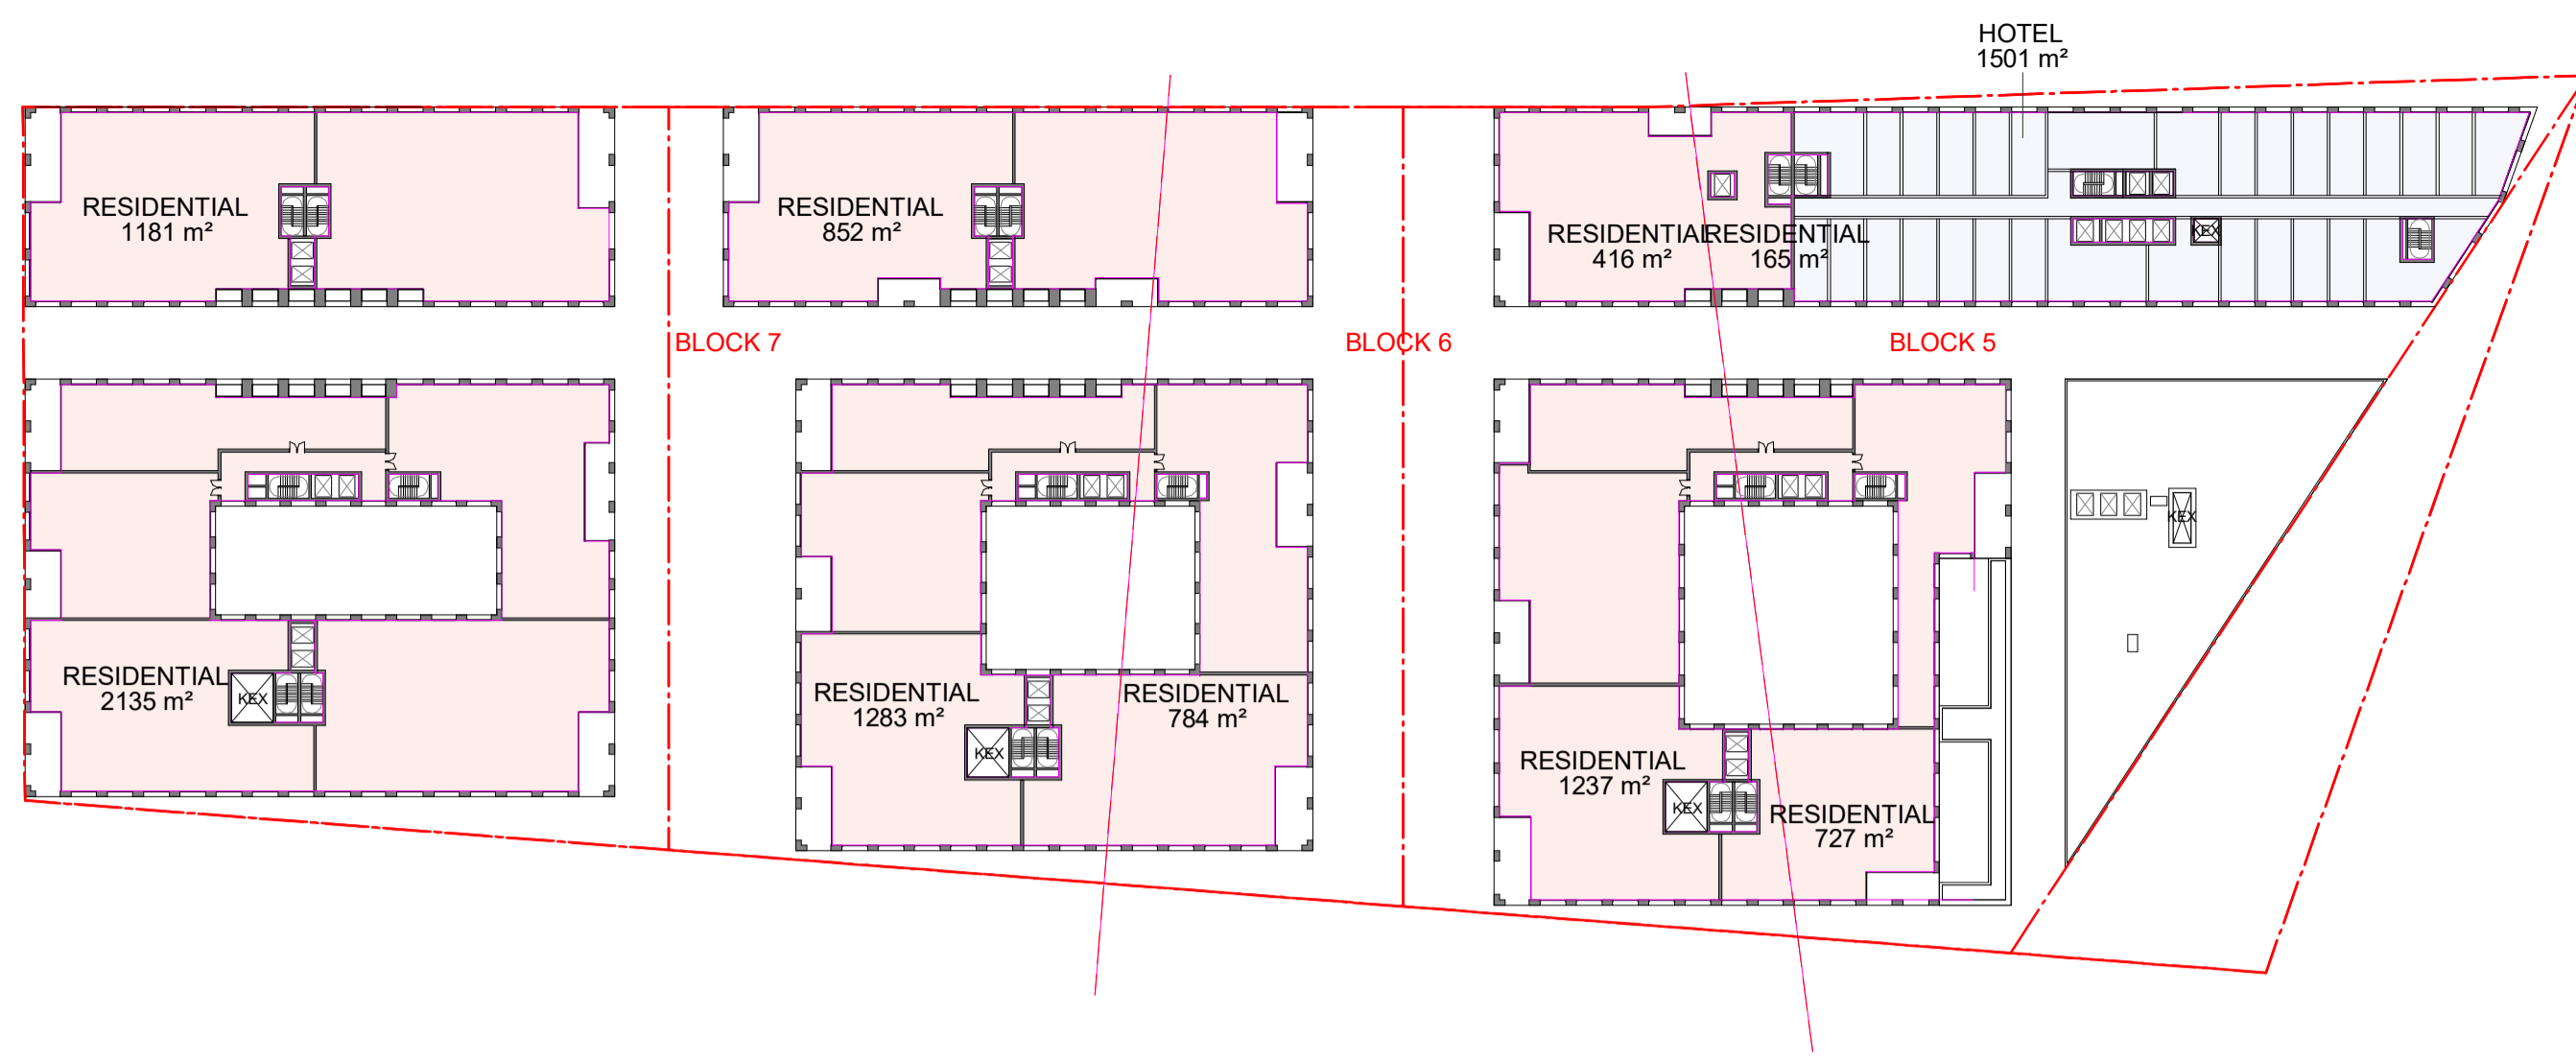 HOTEL
1501 m²
RESIDENTIAL
1181 m²
RESIDENTIAL
852 m²
RESIDENTIAL
416 m²
RESIDENTIAL
165 m²
KEX
BLOCK 7
BLOCK 6
BLOCK 5
KEX
RESIDENTIAL
2135 m²
KEX
RESIDENTIAL
1283 m²
RESIDENTIAL
784 m²
KEX
RESIDENTIAL
1237 m²
KEX
RESIDENTIAL
727 m²